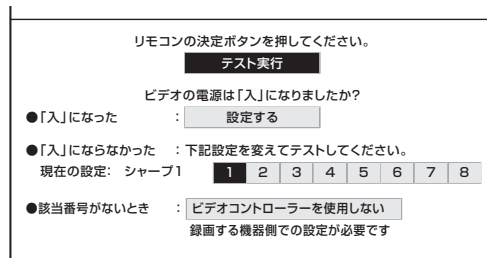 リモコンの決定ボタンを押してください。
テスト実行
ビデオの電源は「入」になりましたか?
●「入」になった : 設定する
●「入」にならなかった : 下記設定を変えてテストしてください。
現在の設定: シャープ1 1 2 3 4 5 6 7 8
●該当番号がないとき : ビデオコントローラーを使用しない
録画する機器側での設定が必要です